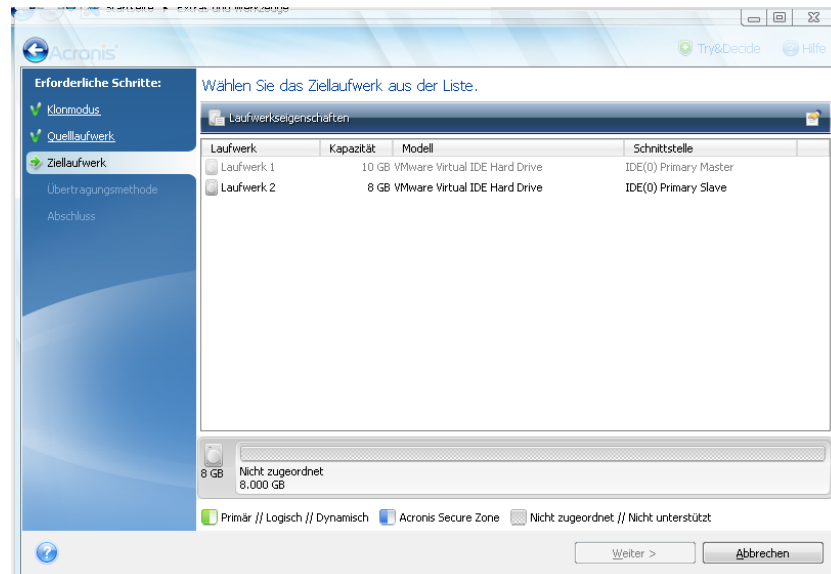 Acronis
Try&Decide
Hilfe
Erforderliche Schritte:
Klonmodus
Quelllaufwerk
Ziellaufwerk
Übertragungsmethode
Abschluss
Wählen Sie das Ziellaufwerk aus der Liste.
Laufwerkseigenschaften
Laufwerk Kapazität Modell Schnittstelle
Laufwerk 1 10 GB VMware Virtual IDE Hard Drive IDE(0) Primary Master
Laufwerk 2 8 GB VMware Virtual IDE Hard Drive IDE(0) Primary Slave
8 GB
Nicht zugeordnet
8.000 GB
Primär // Logisch // Dynamisch Acronis Secure Zone Nicht zugeordnet // Nicht unterstützt
Weiter > Abbrechen